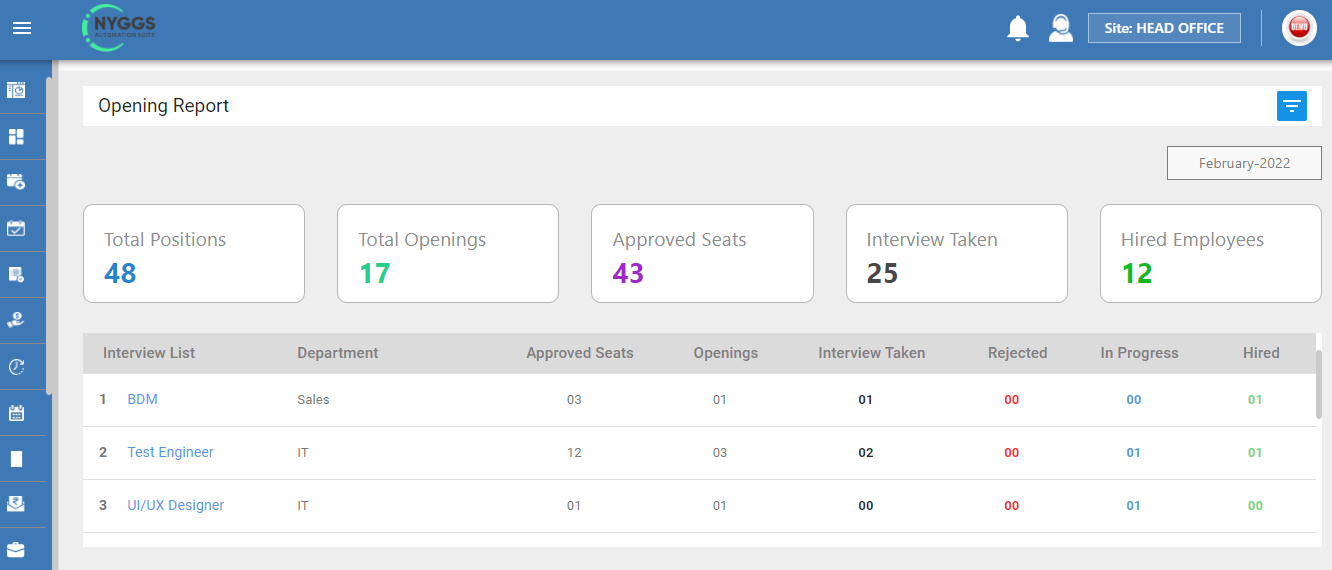 NYGGS
AUTOMATION SUITE
Site: HEAD OFFICE
DEMO
Opening Report
February-2022
Total Positions
48
Total Openings
17
Approved Seats
43
Interview Taken
25
Hired Employees
12
Interview List Department Approved Seats Openings Interview Taken Rejected In Progress Hired
1 BDM Sales 03 01 01 00 00 01
2 Test Engineer IT 12 03 02 00 01 01
3 UI/UX Designer IT 01 01 00 00 01 00